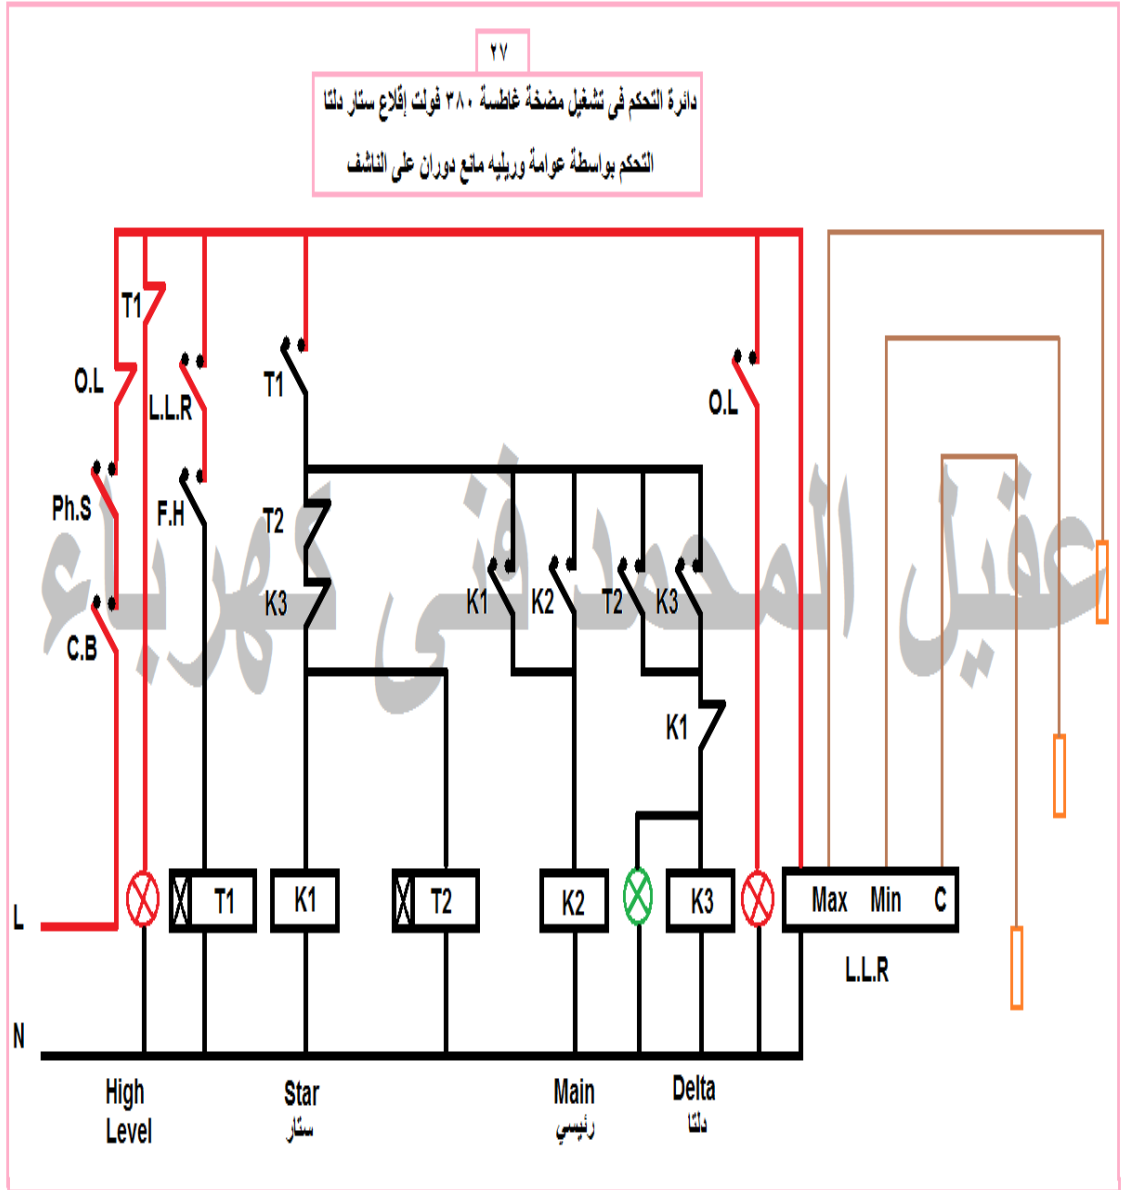 ٢٧
دائرة التحكم فى تشغيل مضخة غاطسة ٣٨٠ فولت إقلاع ستار دلتا
التحكم بواسطة عوامة وريليه مانع دوران على الناشف
T1
O.L
L.L.R
T1
O.L
Ph.S
F.H
T2
C.B
K3
K1
K2
T2
K3
K1
عقيل المحمد فنى كهرباء
L
T1
K1
T2
K2
K3
Max Min C
L.L.R
N
High
Level
Star
ستار
Main
رئيسي
Delta
دلتا